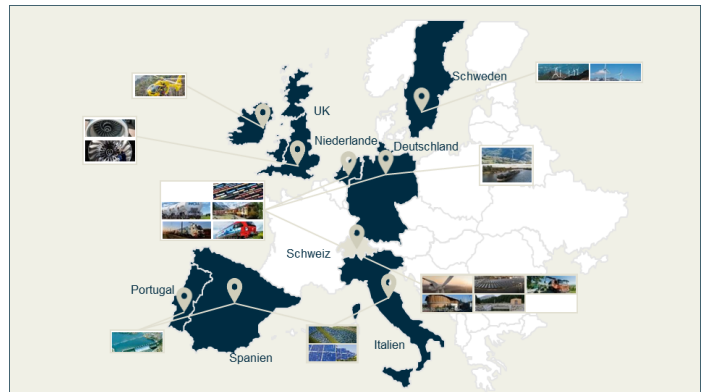 Schweden
UK
Niederlande
Deutschland
Schweiz
Portugal
Spanien
Italien